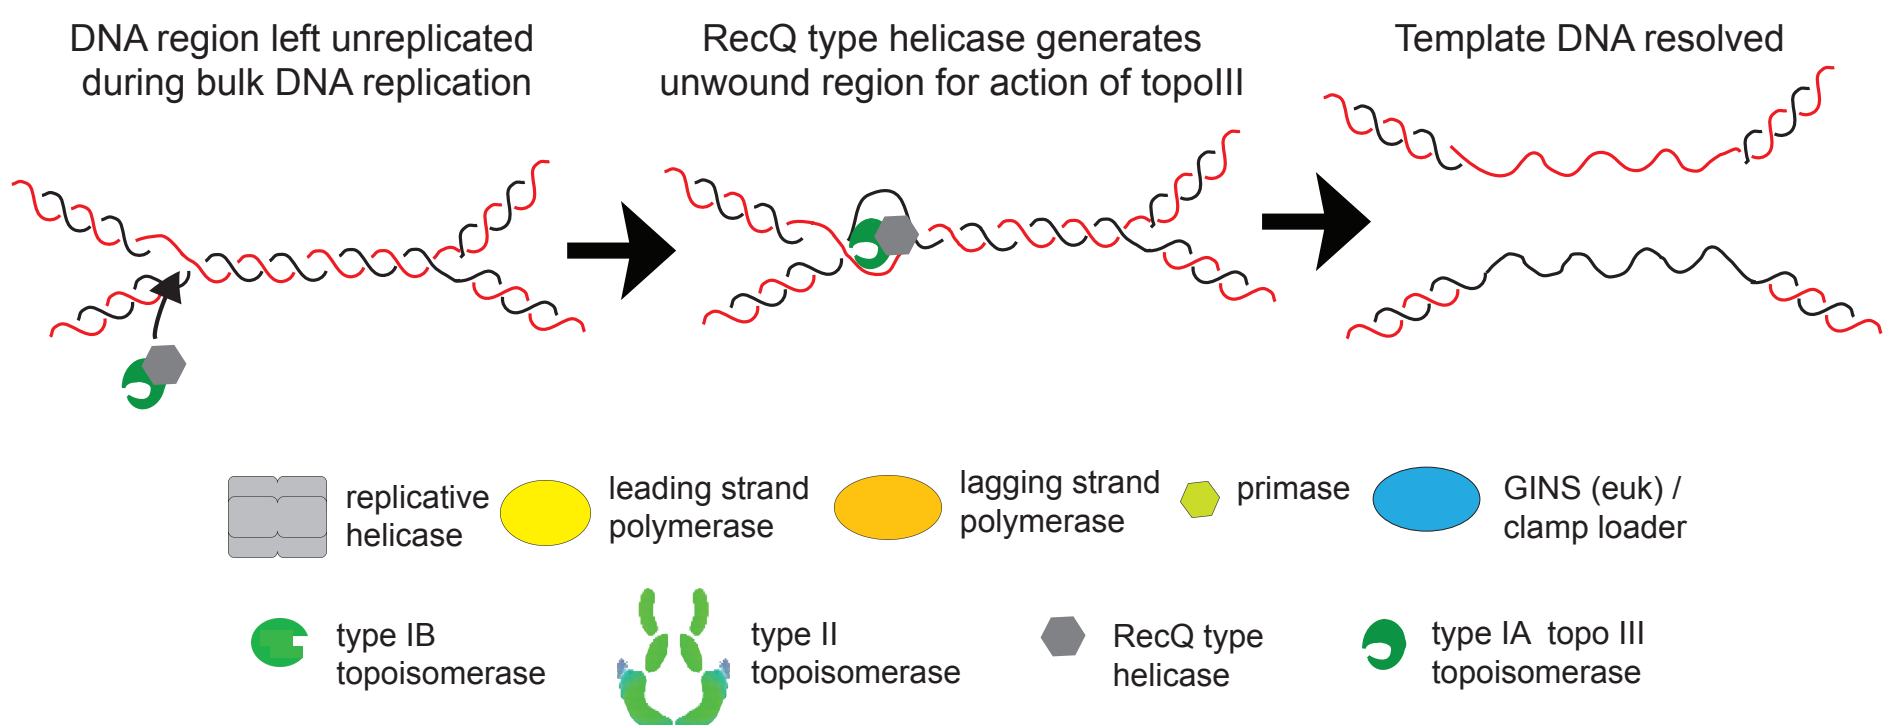 DNA region left unreplicated
during bulk DNA replication
RecQ type helicase generates
unwound region for action of topoIII
Template DNA resolved
replicative
helicase
leading strand
polymerase
lagging strand
polymerase
primase
GINS (euk) /
clamp loader
type IB
topoisomerase
type II
topoisomerase
RecQ type
helicase
type IA topo III
topoisomerase